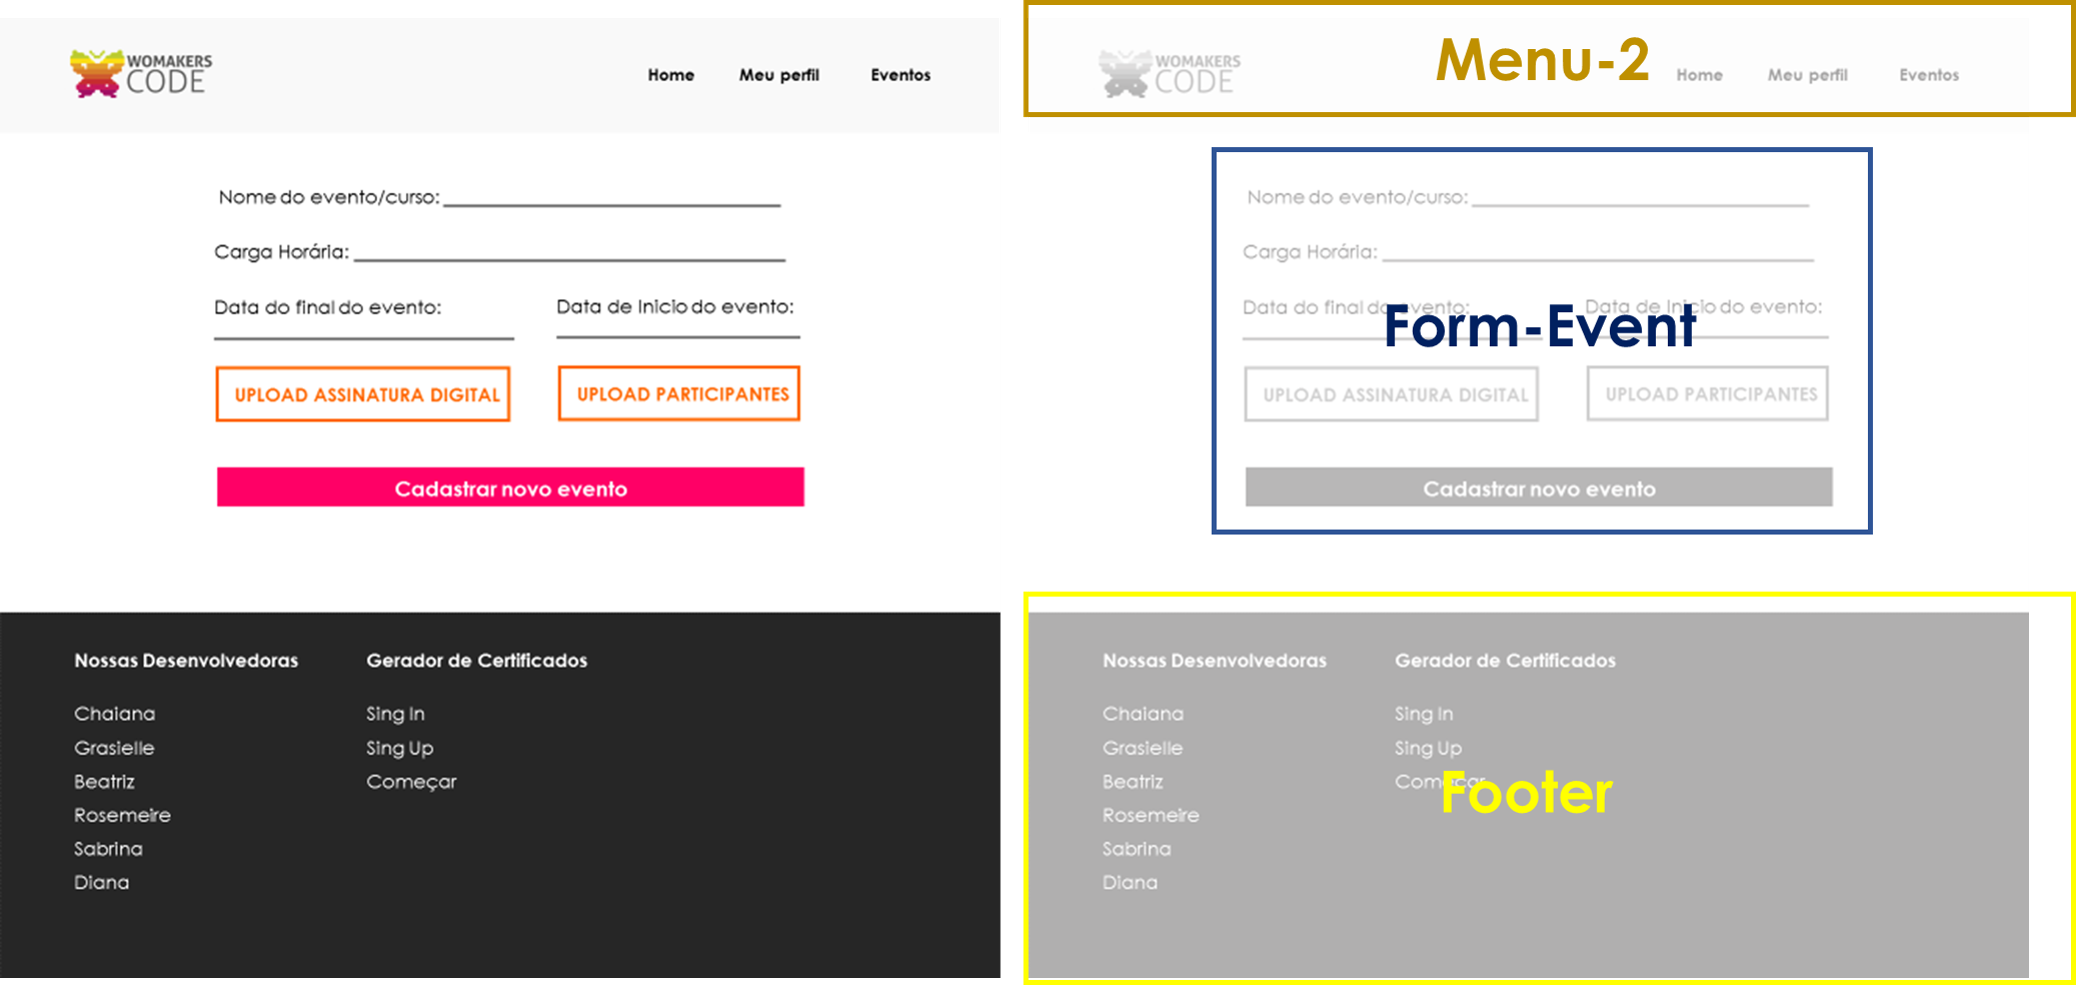 WOMAKERS
CODE
Home Meu perfil Eventos
Nome do evento/curso:
Carga Horária:
Data do final do evento: Data de Inicio do evento:
UPLOAD ASSINATURA DIGITAL UPLOAD PARTICIPANTES
Cadastrar novo evento
Nossas Desenvolvedoras Gerador de Certificados
Chaiana Sing In
Grasielle Sing Up
Beatriz Começar
Rosemeire
Sabrina
Diana
WOMAKERS
CODE
Menu-2
Home Meu perfil Eventos
Nome do evento/curso:
Carga Horária:
Data do final do evento: Data de Inicio do evento:
Form-Event
UPLOAD ASSINATURA DIGITAL UPLOAD PARTICIPANTES
Cadastrar novo evento
Nossas Desenvolvedoras Gerador de Certificados
Chaiana Sing In
Grasielle Sing Up
Beatriz Começar
Footer
Rosemeire
Sabrina
Diana